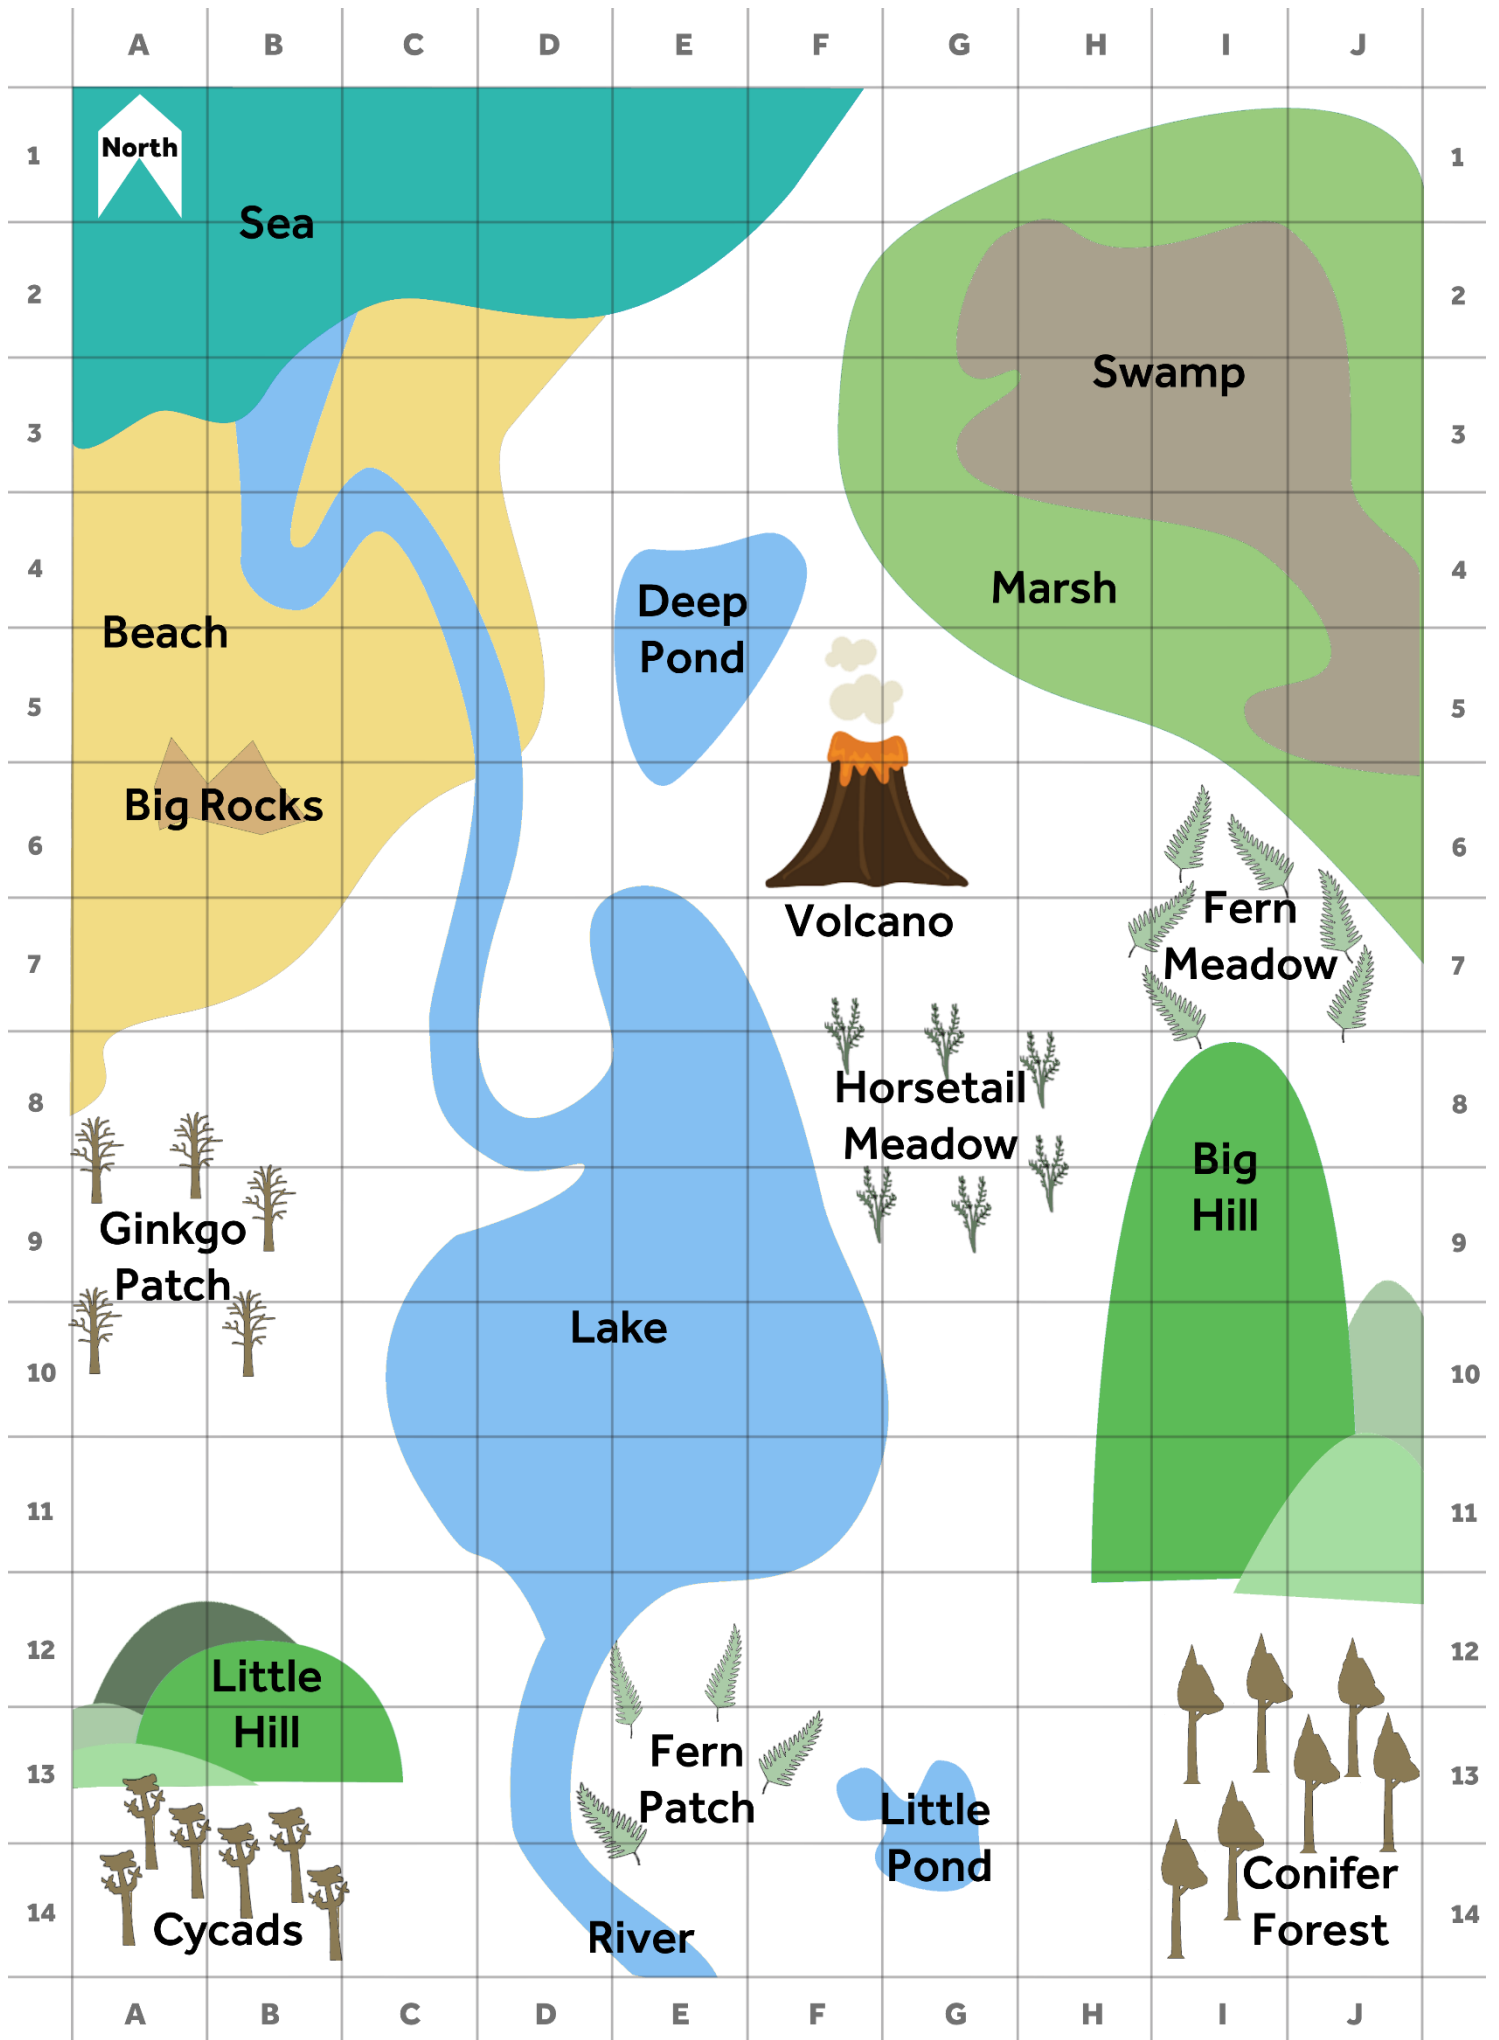 A B C D E F G H I J
North
1 1
Sea
2 2
Swamp
3 3
4 4
Marsh
Deep
Pond
Beach
5 5
Big Rocks
6 6
Volcano
Fern
Meadow
7 7
Horsetail
Meadow
8 8
Big
Hill
Ginkgo
Patch
9 9
Lake
10 10
11 11
12 12
Little
Hill
Fern
Patch
13 13
Little
Pond
Conifer
Forest
14 14
Cycads
River
A B C D E F G H I J